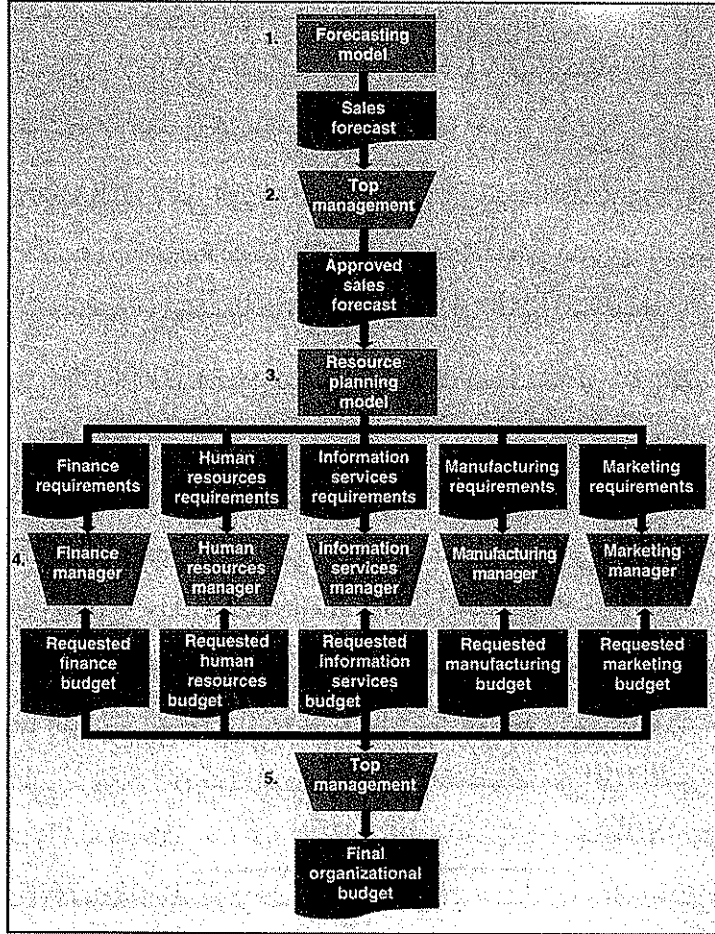 1.
Forecasting
model
Sales
forecast
2.
Top
management
Approved
sales
forecast
3.
Resource
planning
model
Finance
requirements
Human
resources
requirements
Information
services
requirements
Manufacturing
requirements
Marketing
requirements
4.
Finance
manager
Human
resources
manager
Information
services
manager
Manufacturing
manager
Marketing
manager
Requested
finance
budget
Requested
human
resources
budget
Requested
information
services
budget
Requested
manufacturing
budget
Requested
marketing
budget
5.
Top
management
Final
organizational
budget